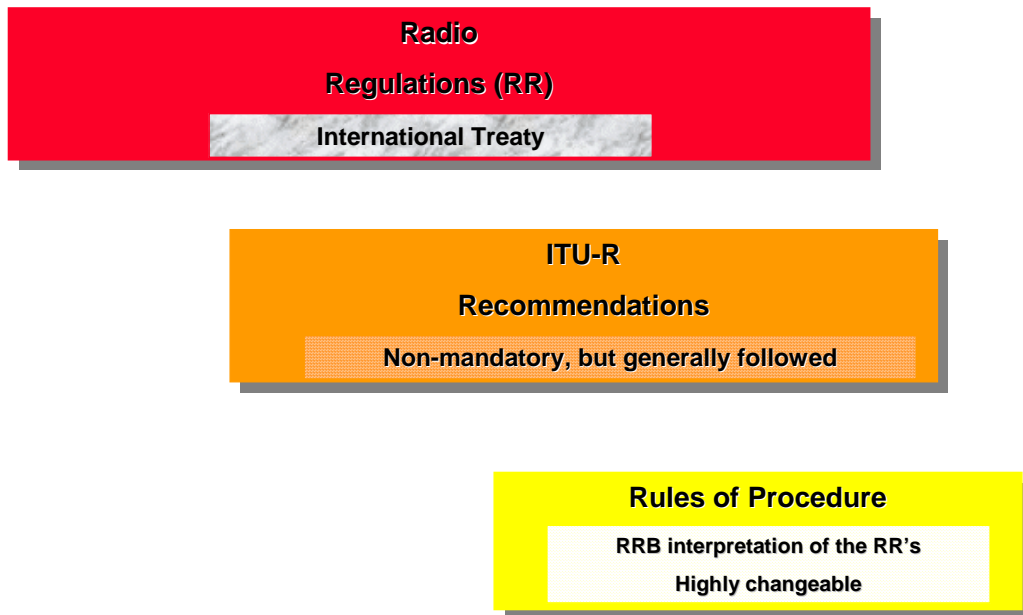 Radio
Regulations (RR)
International Treaty
ITU-R
Recommendations
Non-mandatory, but generally followed
Rules of Procedure
RRB interpretation of the RR's
Highly changeable